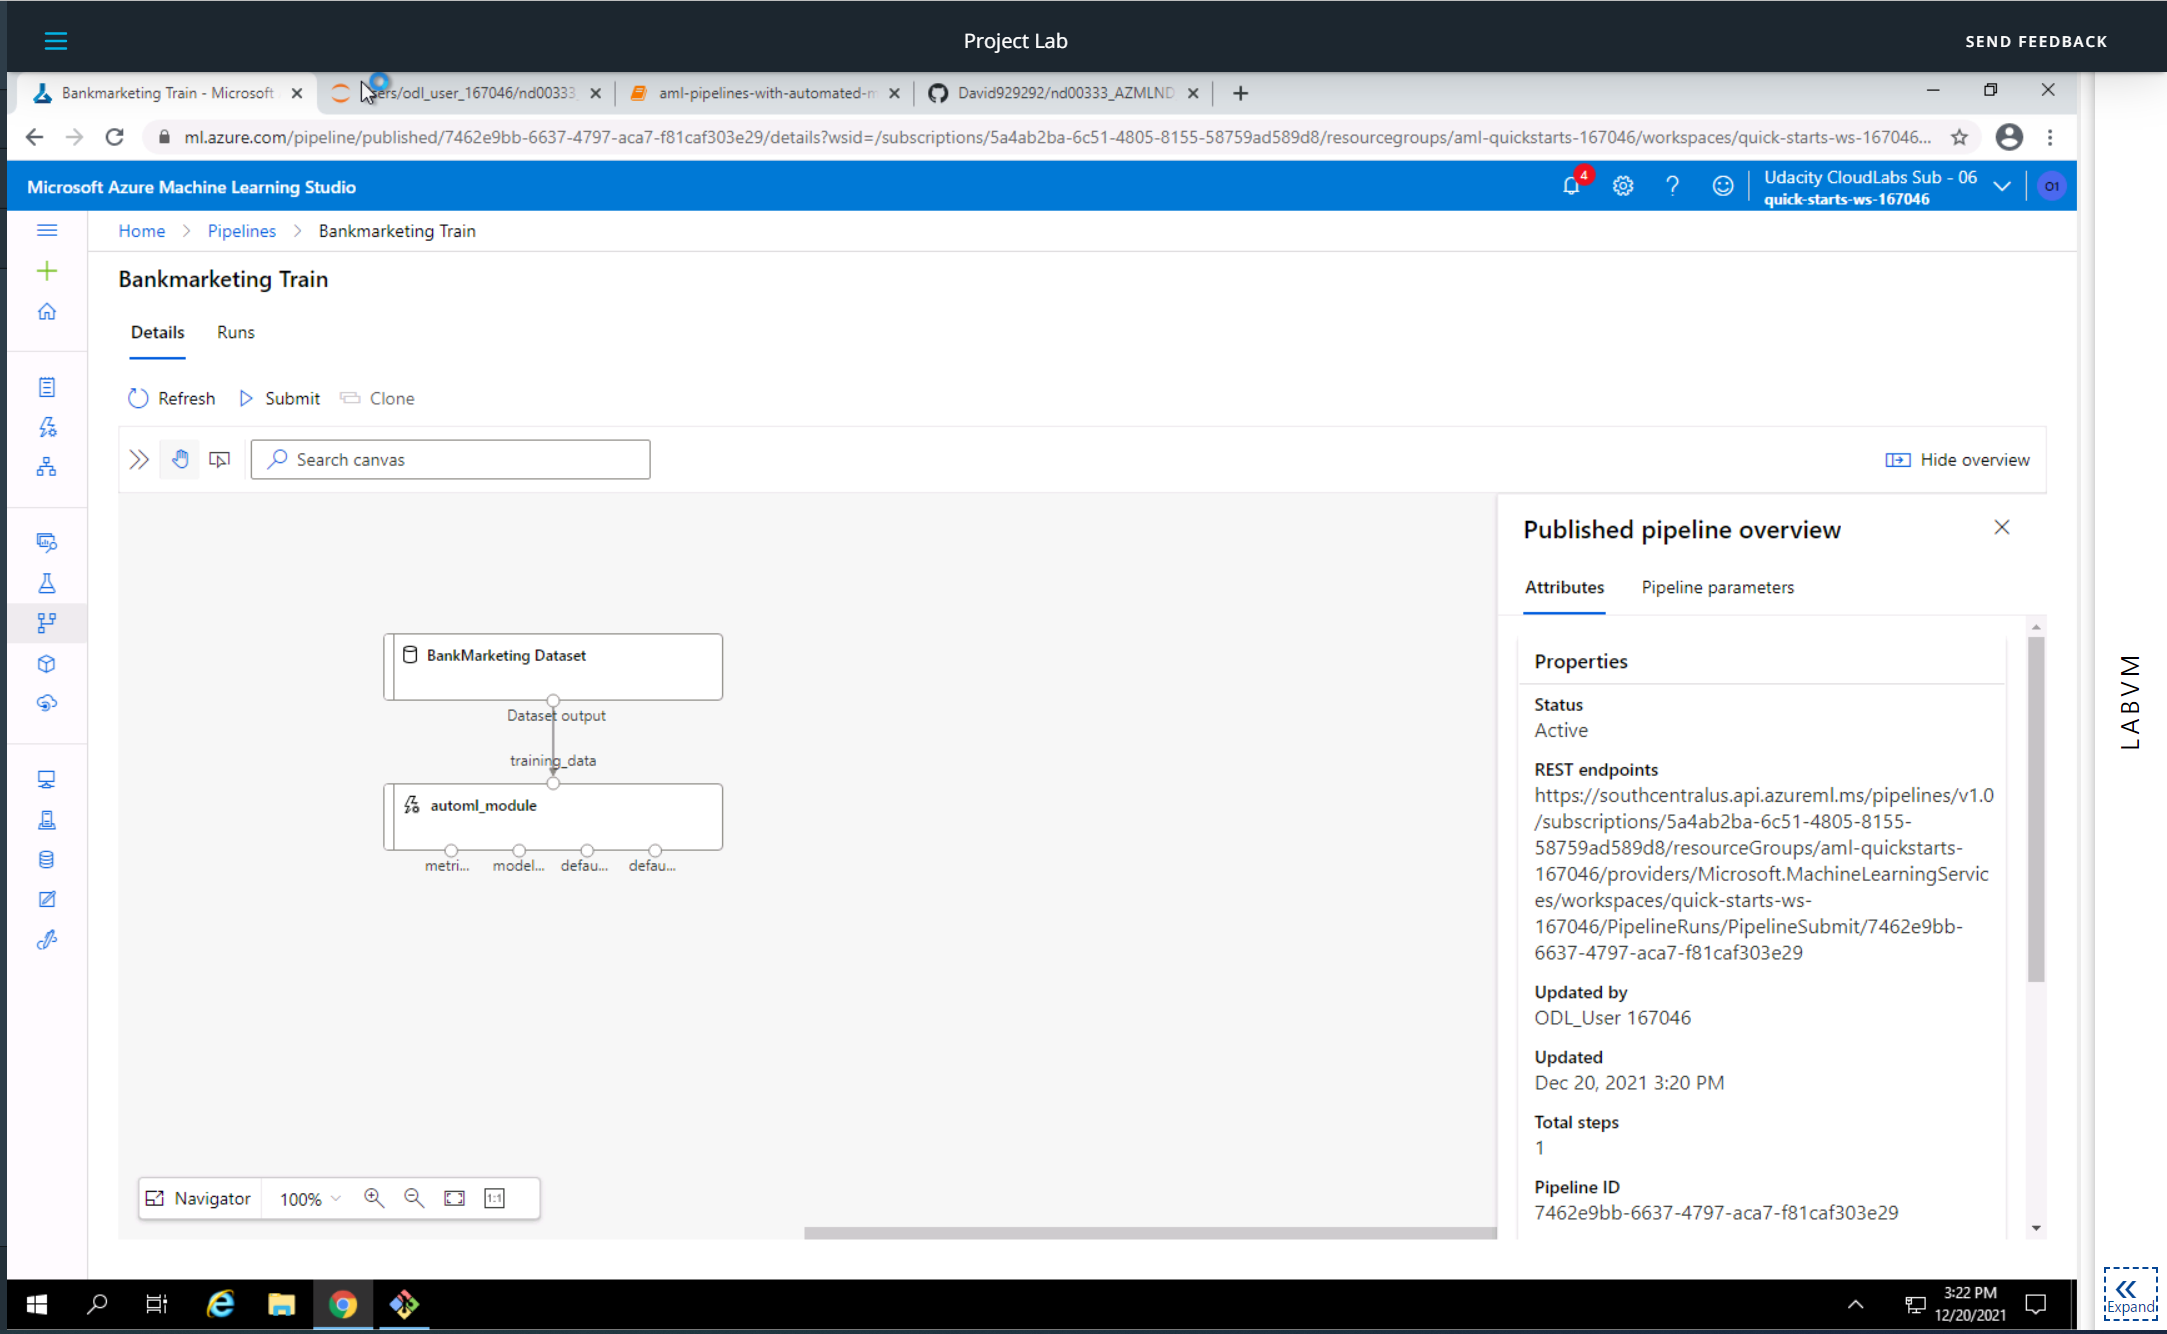 Project Lab
SEND FEEDBACK
Bankmarketing Train - Microsoft
ers/odl_user_167046/nd00333_
aml-pipelines-with-automated-m
David929292/nd00333_AZMLND
ml.azure.com/pipeline/published/7462e9bb-6637-4797-aca7-f81caf303e29/details?wsid=/subscriptions/5a4ab2ba-6c51-4805-8155-58759ad589d8/resourcegroups/aml-quickstarts-167046/workspaces/quick-starts-ws-167046...
Microsoft Azure Machine Learning Studio
4
Udacity CloudLabs Sub - 06
quick-starts-ws-167046
O1
Home > Pipelines > Bankmarketing Train
Bankmarketing Train
Details
Runs
Refresh
Submit
Clone
Search canvas
Hide overview
BankMarketing Dataset
Dataset output
training_data
automl_module
metri...
model...
defau...
defau...
Navigator
100%
1:1
Published pipeline overview
Attributes
Pipeline parameters
Properties
Status
Active
REST endpoints
https://southcentralus.api.azureml.ms/pipelines/v1.0
/subscriptions/5a4ab2ba-6c51-4805-8155-
58759ad589d8/resourceGroups/aml-quickstarts-
167046/providers/Microsoft.MachineLearningServic
es/workspaces/quick-starts-ws-
167046/PipelineRuns/PipelineSubmit/7462e9bb-
6637-4797-aca7-f81caf303e29
Updated by
ODL_User 167046
Updated
Dec 20, 2021 3:20 PM
Total steps
1
Pipeline ID
7462e9bb-6637-4797-aca7-f81caf303e29
LABVM
3:22 PM
12/20/2021
Expand